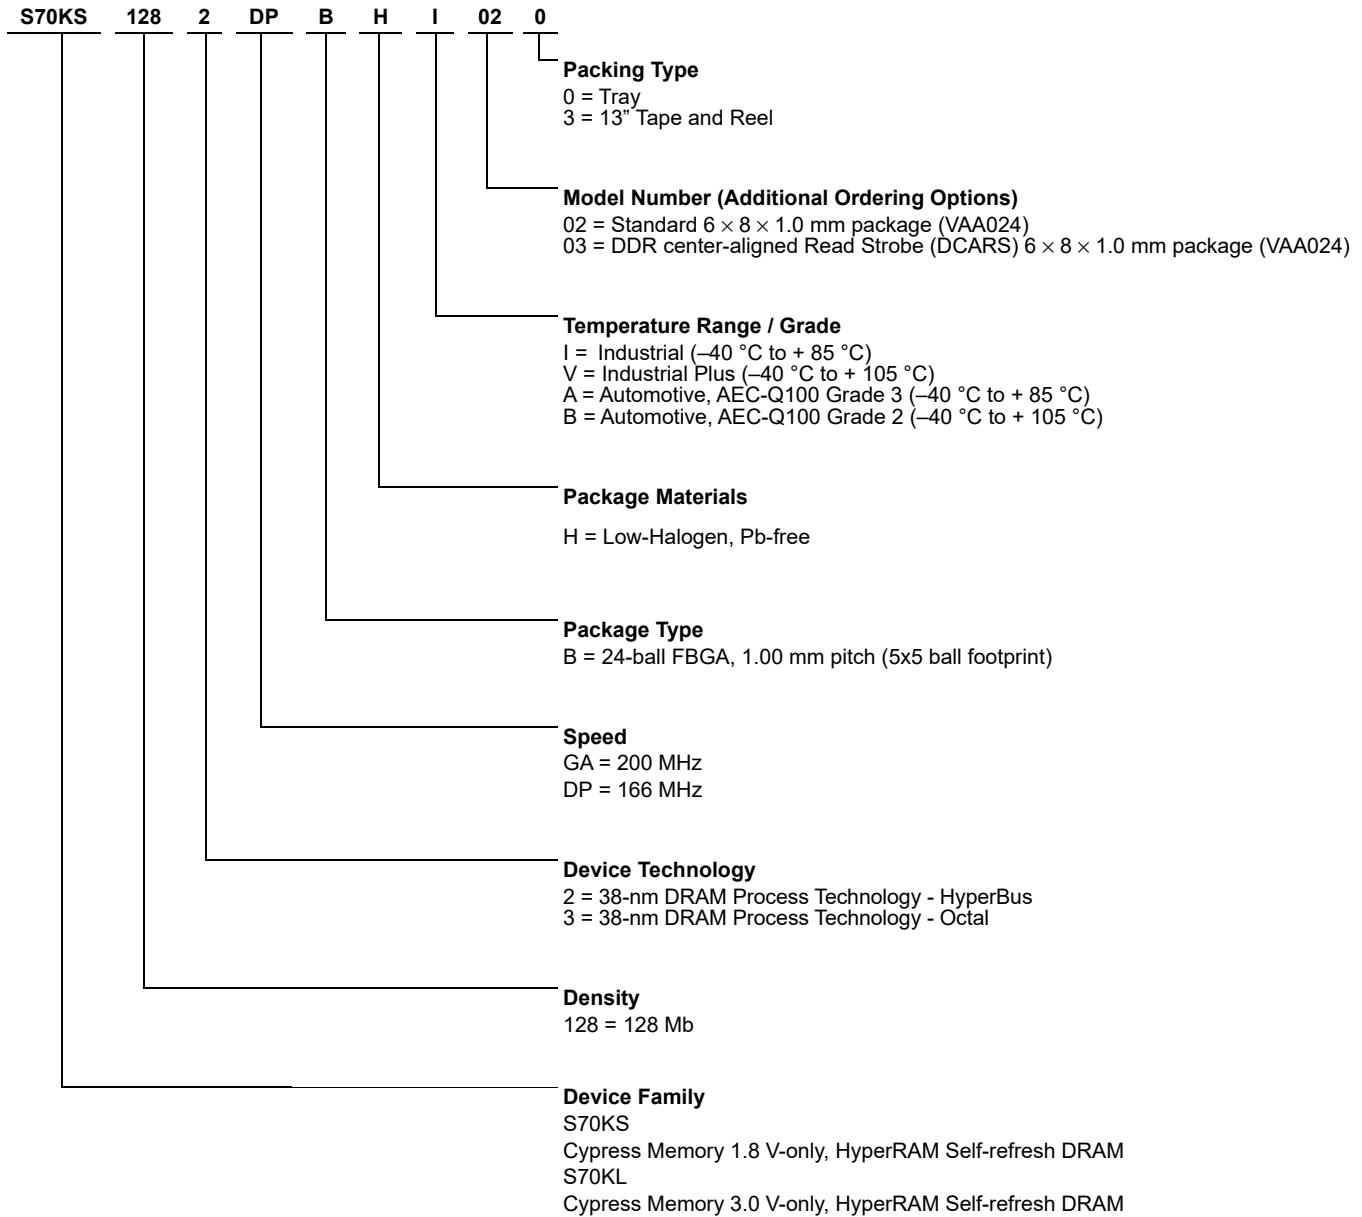 S70KS 128 2 DP B H I 02 0
Packing Type
0 = Tray
3 = 13” Tape and Reel
Model Number (Additional Ordering Options)
02 = Standard 6 × 8 × 1.0 mm package (VAA024)
03 = DDR center-aligned Read Strobe (DCARS) 6 × 8 × 1.0 mm package (VAA024)
Temperature Range / Grade
I = Industrial (–40 °C to + 85 °C)
V = Industrial Plus (–40 °C to + 105 °C)
A = Automotive, AEC-Q100 Grade 3 (–40 °C to + 85 °C)
B = Automotive, AEC-Q100 Grade 2 (–40 °C to + 105 °C)
Package Materials
H = Low-Halogen, Pb-free
Package Type
B = 24-ball FBGA, 1.00 mm pitch (5x5 ball footprint)
Speed
GA = 200 MHz
DP = 166 MHz
Device Technology
2 = 38-nm DRAM Process Technology - HyperBus
3 = 38-nm DRAM Process Technology - Octal
Density
128 = 128 Mb
Device Family
S70KS
Cypress Memory 1.8 V-only, HyperRAM Self-refresh DRAM
S70KL
Cypress Memory 3.0 V-only, HyperRAM Self-refresh DRAM